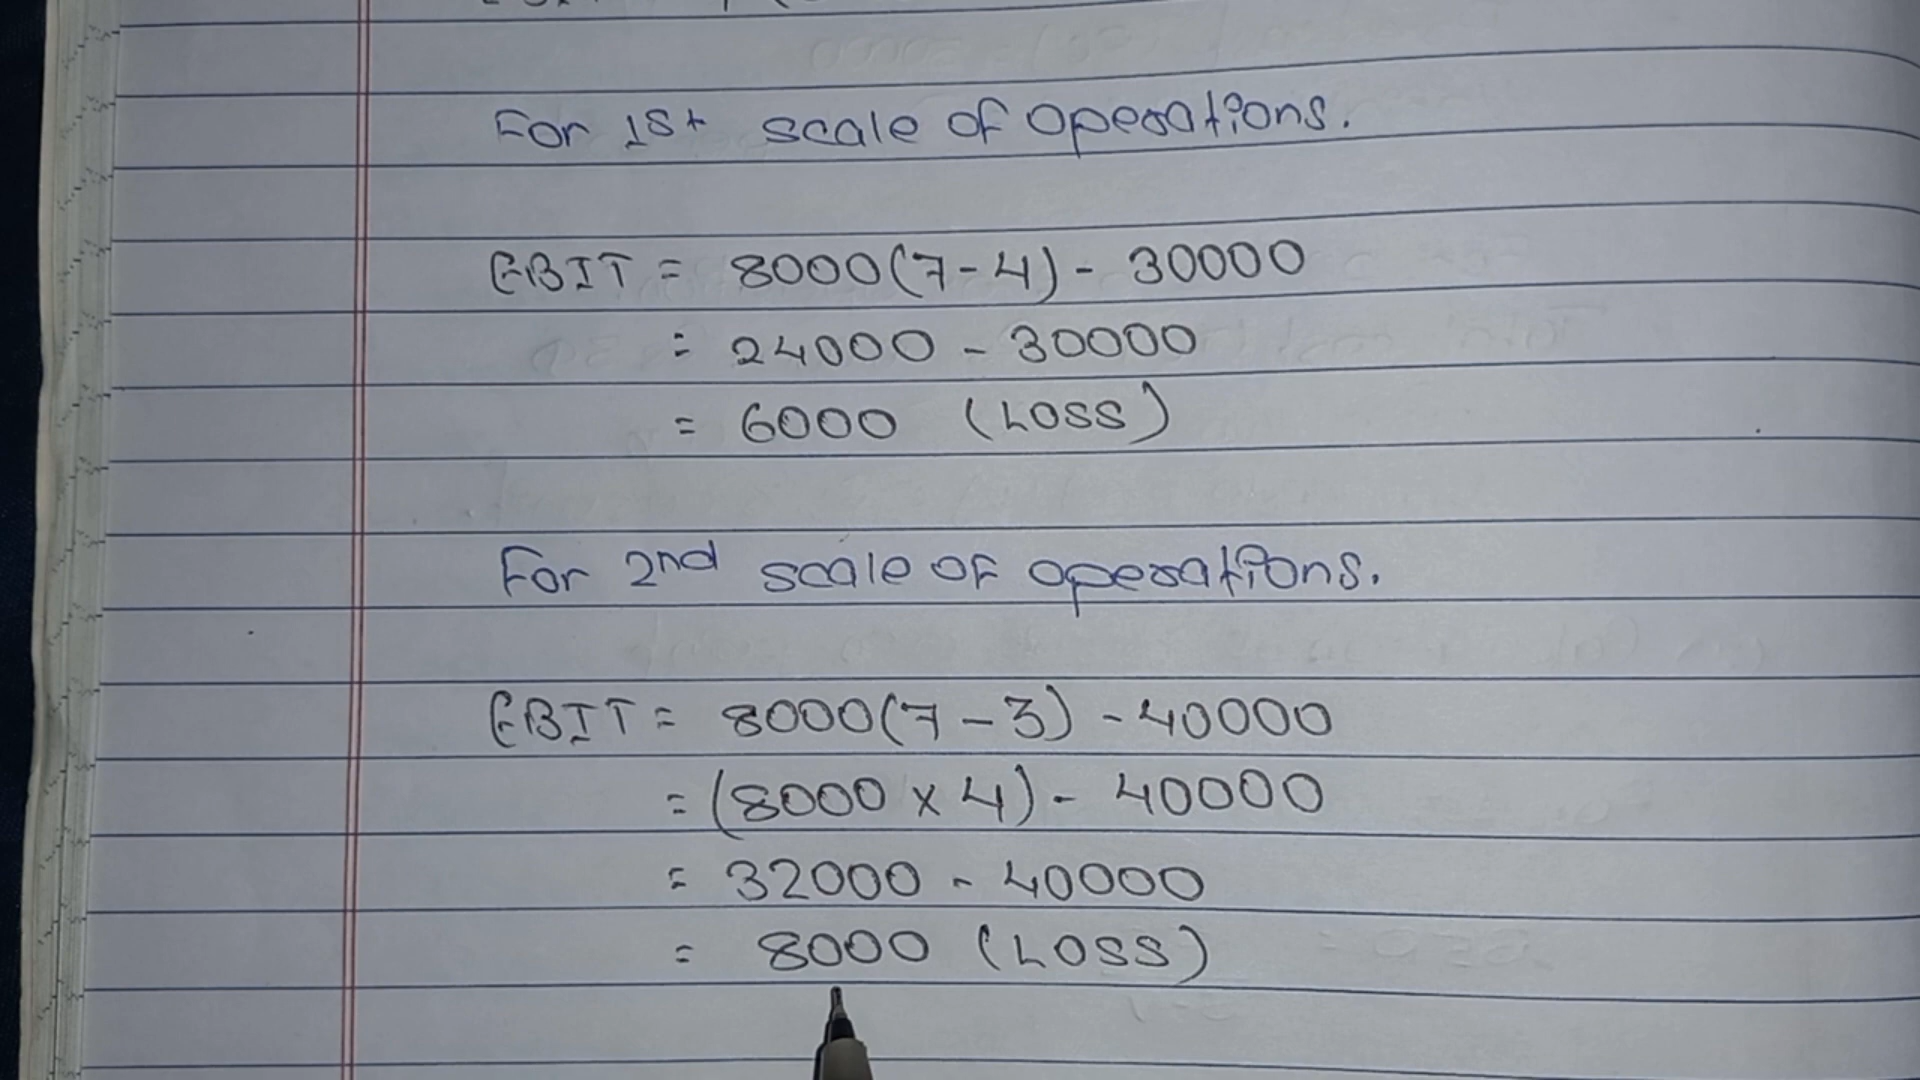 For 1st scale of operations.
EBIT = 8000(7-4) - 30000
= 24000 - 30000
= 6000 (Loss)
For 2nd scale of operations.
EBIT = 8000(7-3) - 40000
= (8000 x 4) - 40000
= 32000 - 40000
= 8000 (Loss)